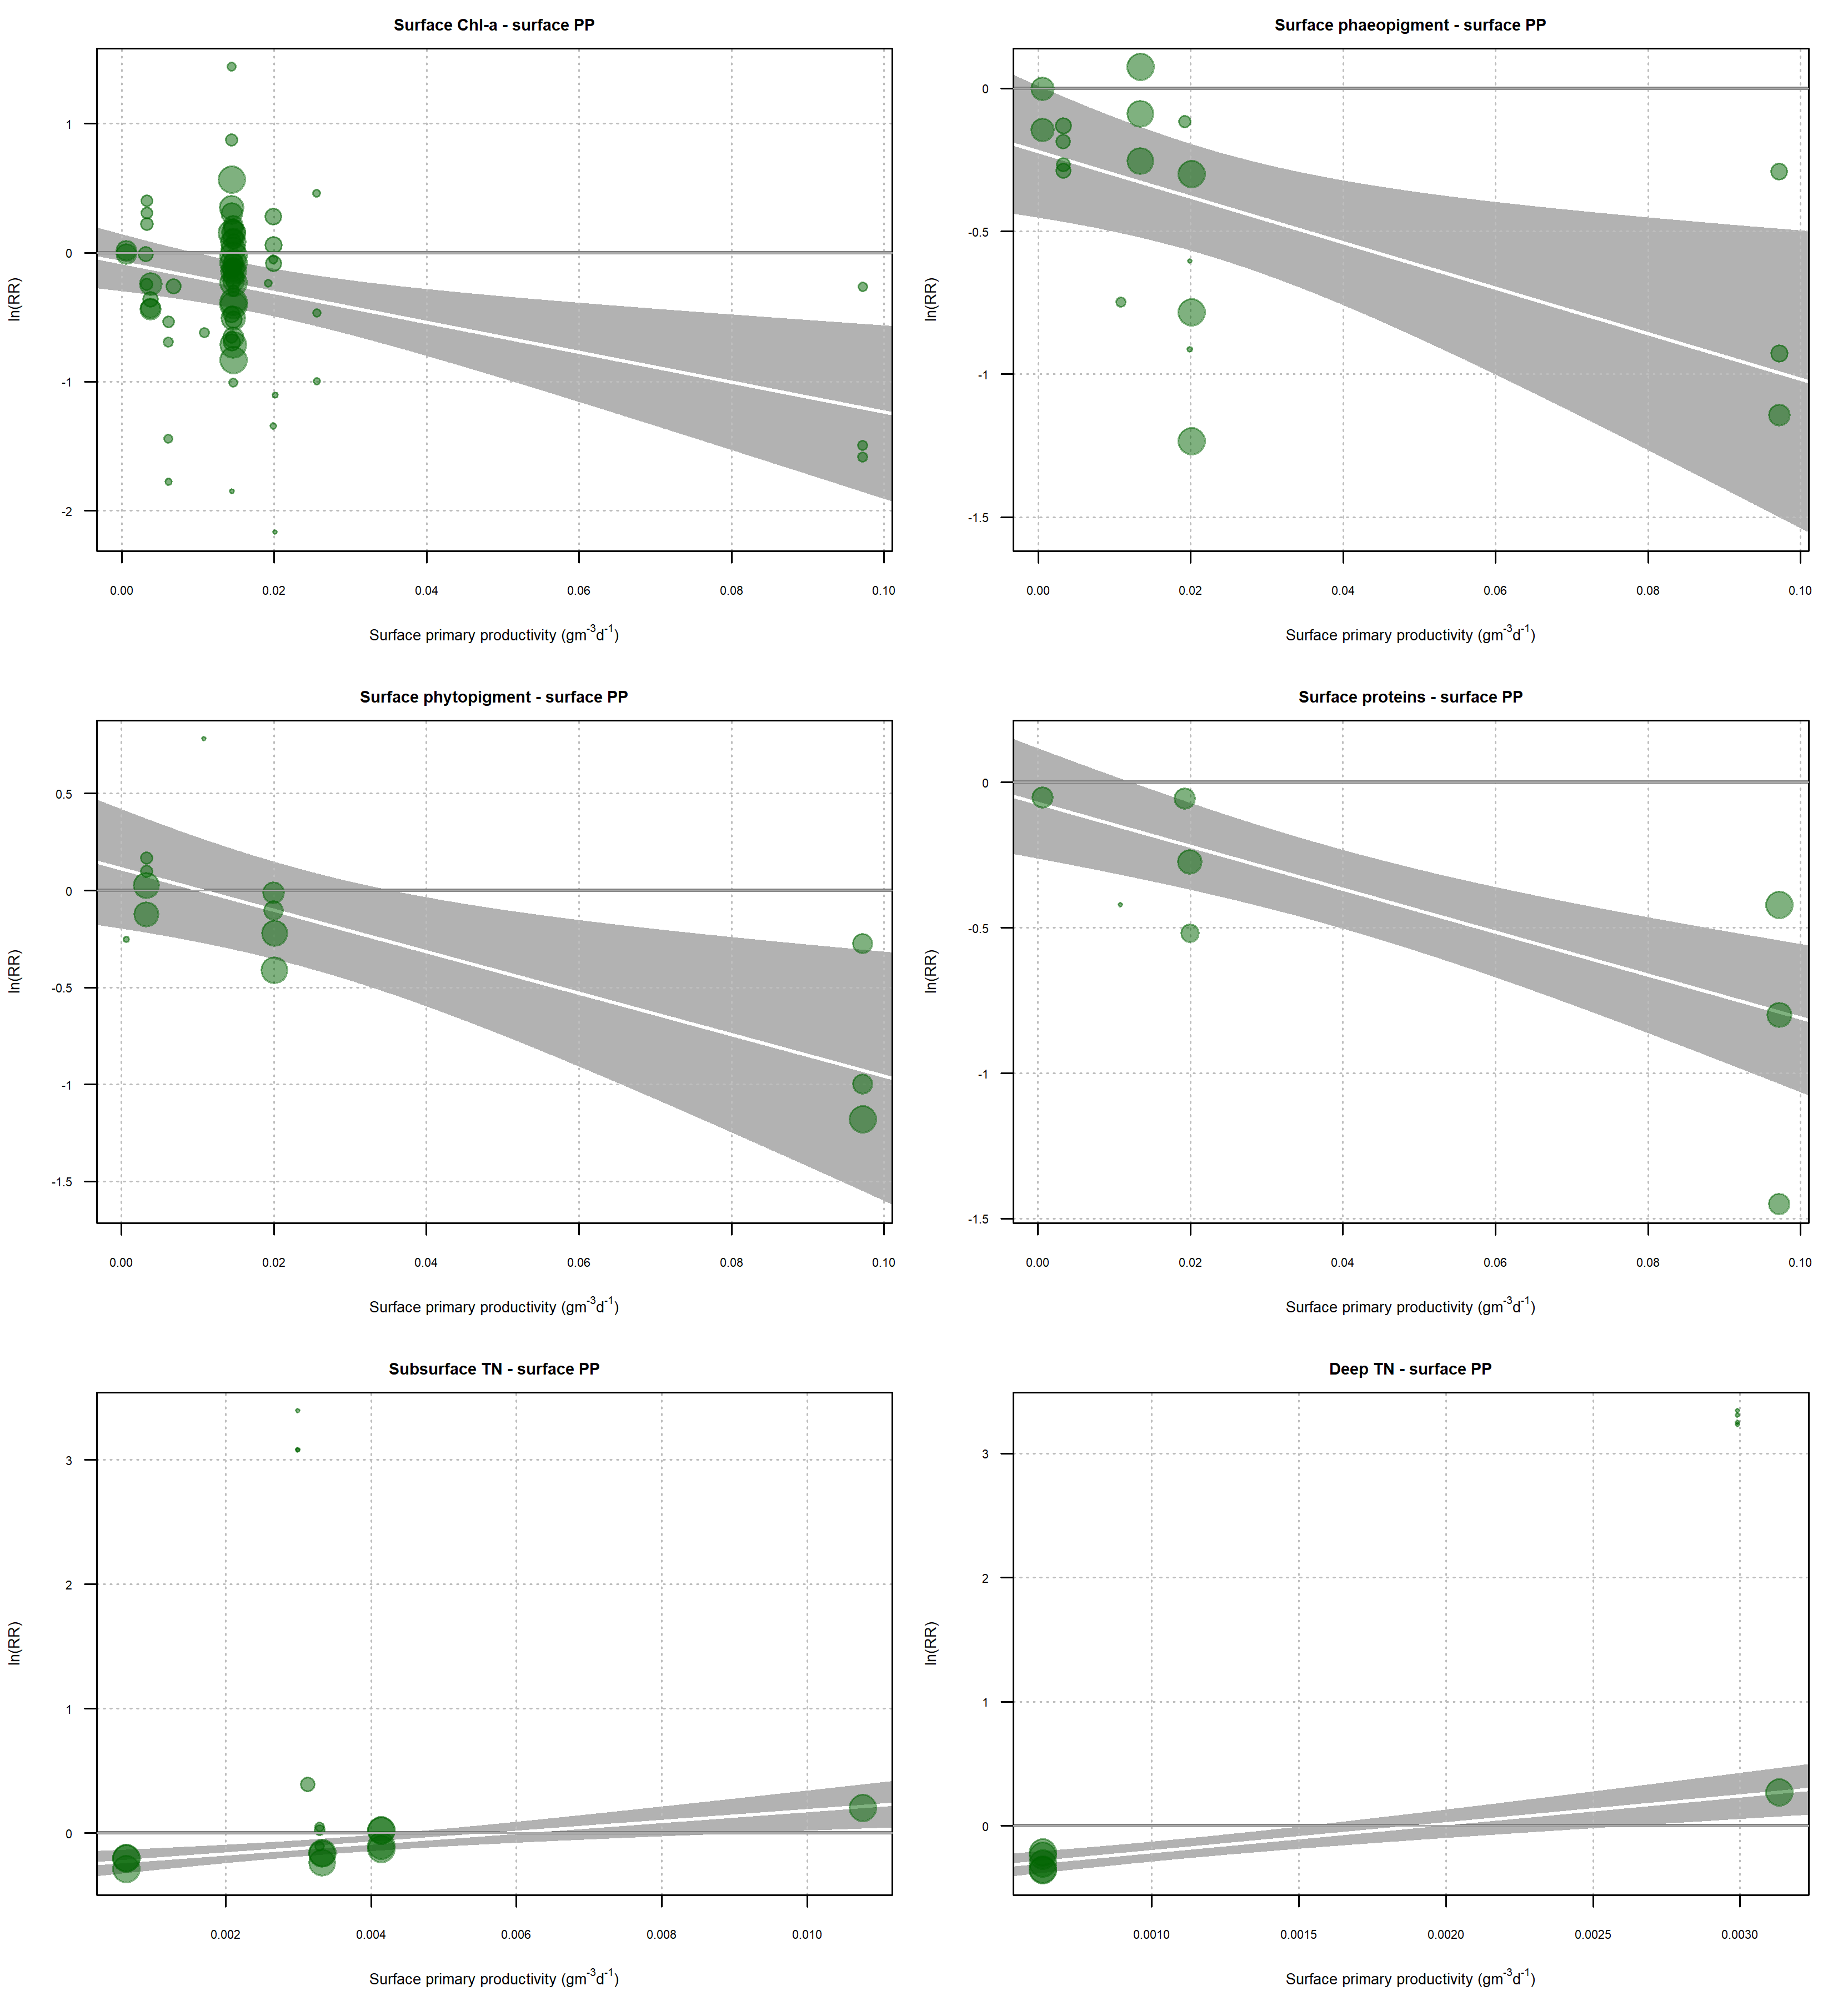 Surface Chl-a - surface PP
1
0
-1
-2
ln(RR)
0.00 0.02 0.04 0.06 0.08 0.10
Surface primary productivity (gm-3d-1)
Surface phaeopigment - surface PP
0
-0.5
-1
-1.5
ln(RR)
0.00 0.02 0.04 0.06 0.08 0.10
Surface primary productivity (gm-3d-1)
Surface phytopigment - surface PP
0.5
0
-0.5
-1
-1.5
ln(RR)
0.00 0.02 0.04 0.06 0.08 0.10
Surface primary productivity (gm-3d-1)
Surface proteins - surface PP
0
-0.5
-1
-1.5
ln(RR)
0.00 0.02 0.04 0.06 0.08 0.10
Surface primary productivity (gm-3d-1)
Subsurface TN - surface PP
3
2
1
0
ln(RR)
0.002 0.004 0.006 0.008 0.010
Surface primary productivity (gm-3d-1)
Deep TN - surface PP
3
2
1
0
ln(RR)
0.0010 0.0015 0.0020 0.0025 0.0030
Surface primary productivity (gm-3d-1)